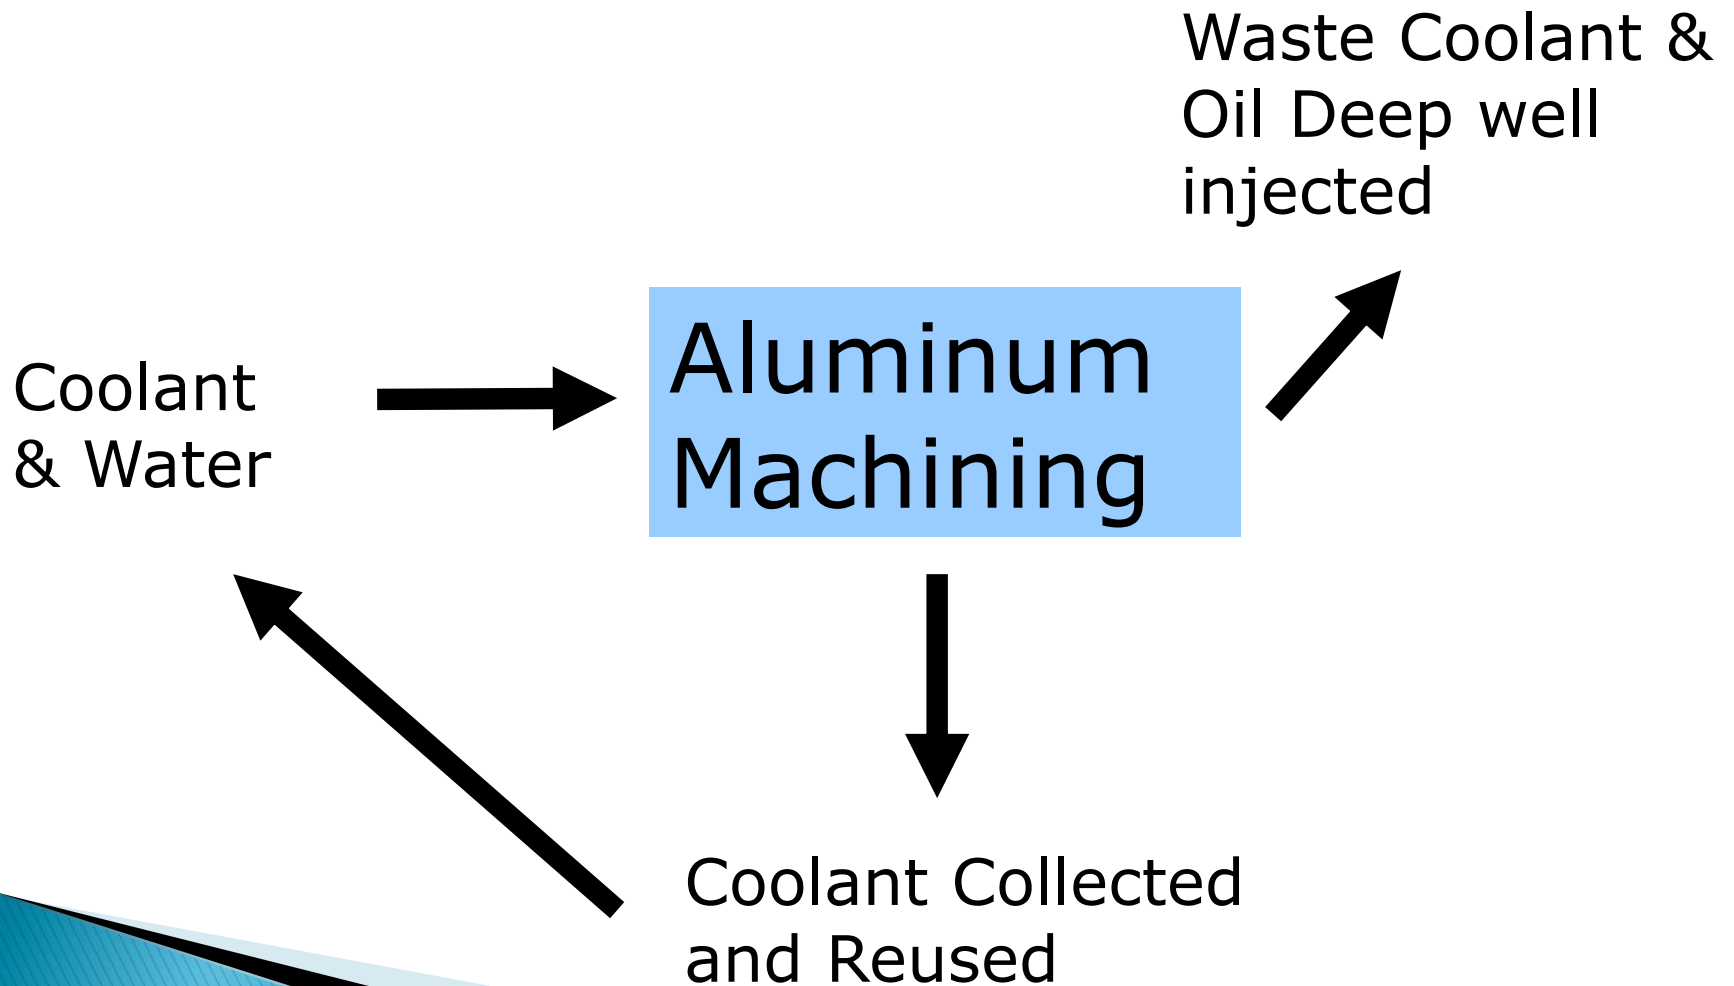 Waste Coolant &
Oil Deep well
injected
Coolant
& Water
Aluminum
Machining
Coolant Collected
and Reused